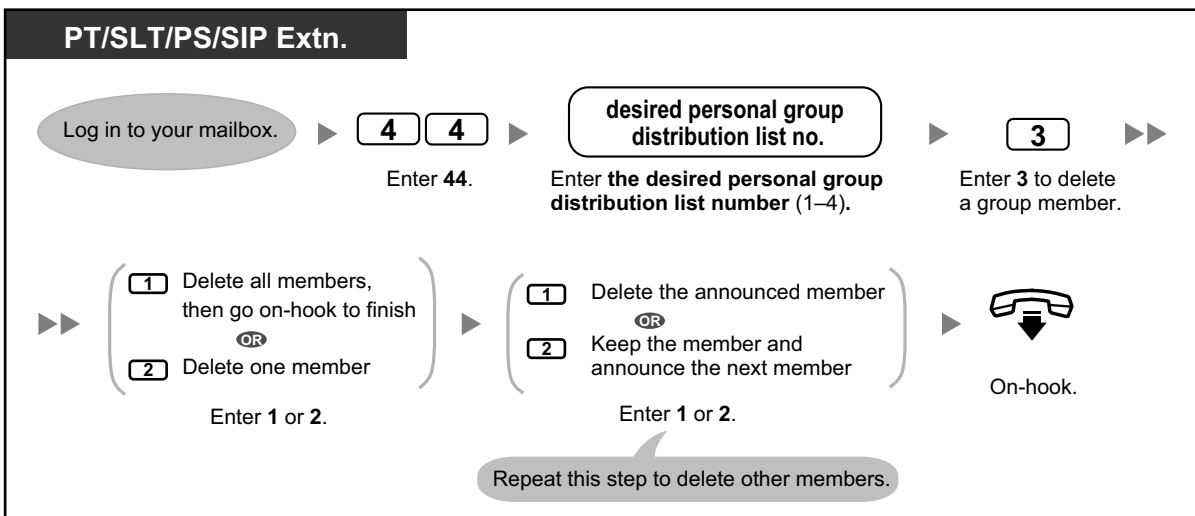 PT/SLT/PS/SIP Extn.
Log in to your mailbox.
4 4
Enter 44.
desired personal group
distribution list no.
Enter the desired personal group
distribution list number (1–4).
3
Enter 3 to delete
a group member.
1 Delete all members,
then go on-hook to finish
OR
2 Delete one member
Enter 1 or 2.
1 Delete the announced member
OR
2 Keep the member and
announce the next member
Enter 1 or 2.
Repeat this step to delete other members.
On-hook.